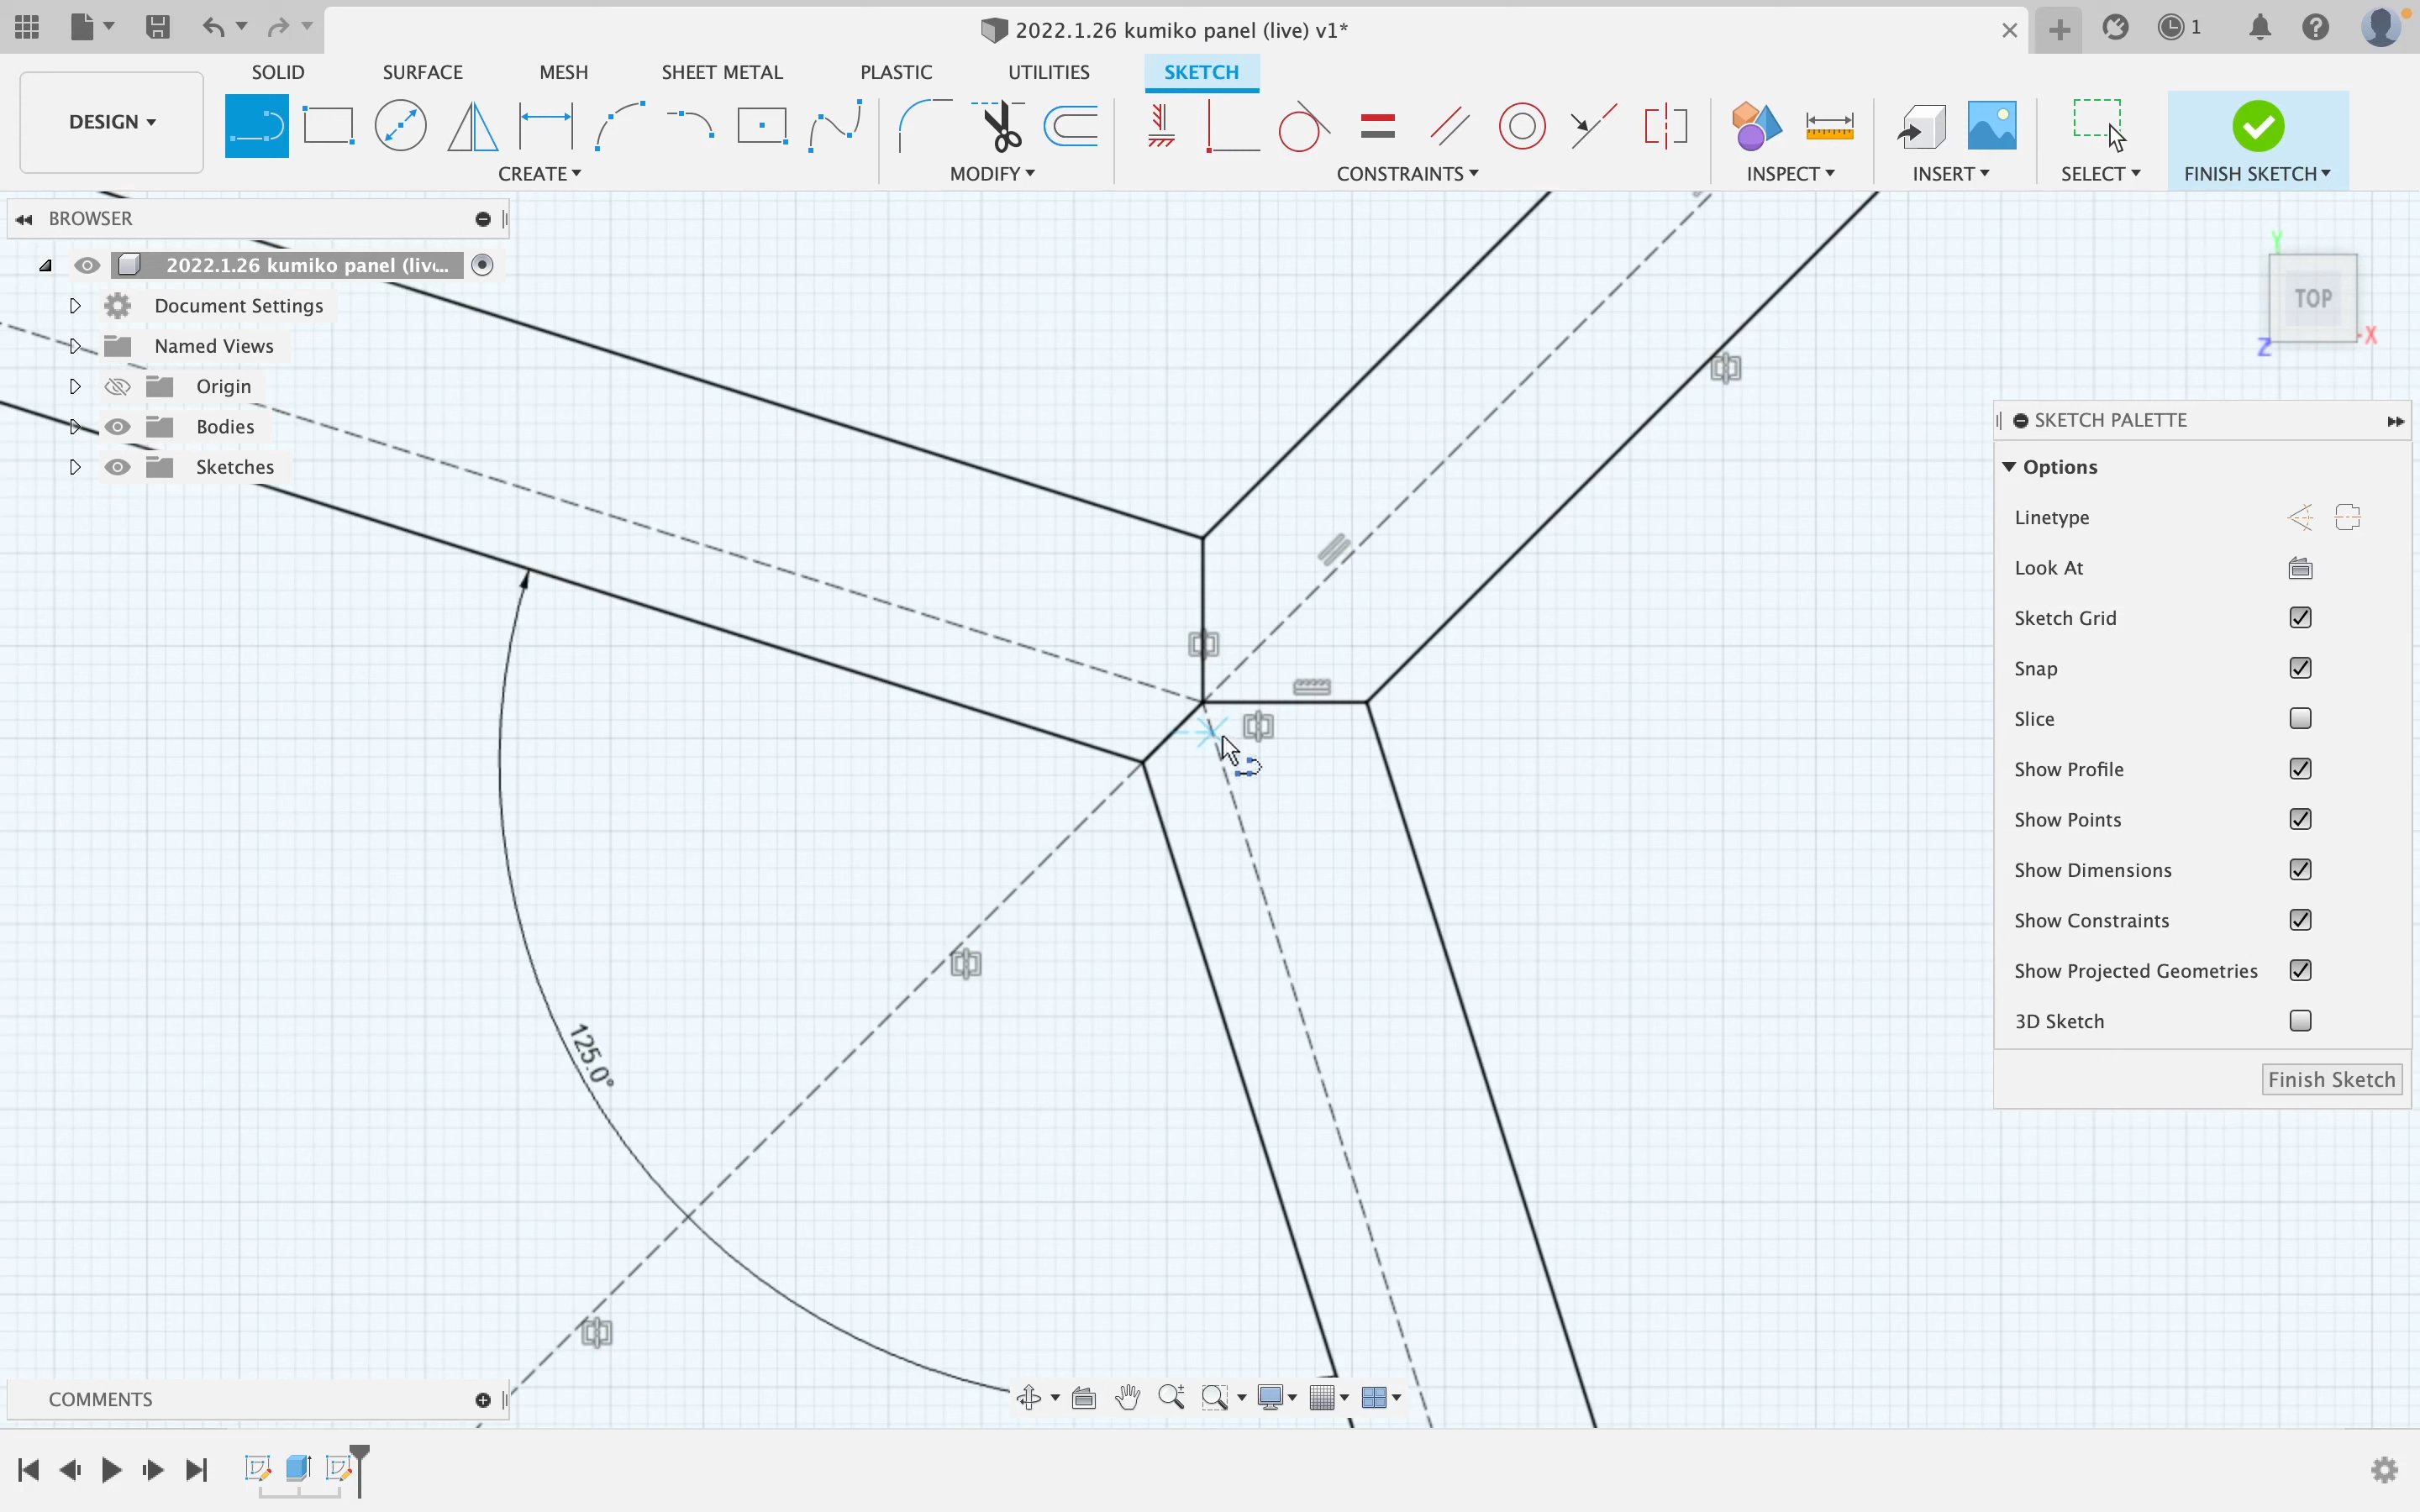 2022.1.26 kumiko panel (live) v1*
1
SOLID
SURFACE
MESH
SHEET METAL
PLASTIC
UTILITIES
SKETCH
DESIGN
CREATE
MODIFY
CONSTRAINTS
INSPECT
INSERT
SELECT
FINISH SKETCH
BROWSER
2022.1.26 kumiko panel (liv...
Document Settings
Named Views
Origin
Bodies
Sketches
Y
TOP
X
Z
SKETCH PALETTE
Options
Linetype
Look At
Sketch Grid
Snap
Slice
Show Profile
Show Points
Show Dimensions
Show Constraints
Show Projected Geometries
3D Sketch
Finish Sketch
125.0°
COMMENTS